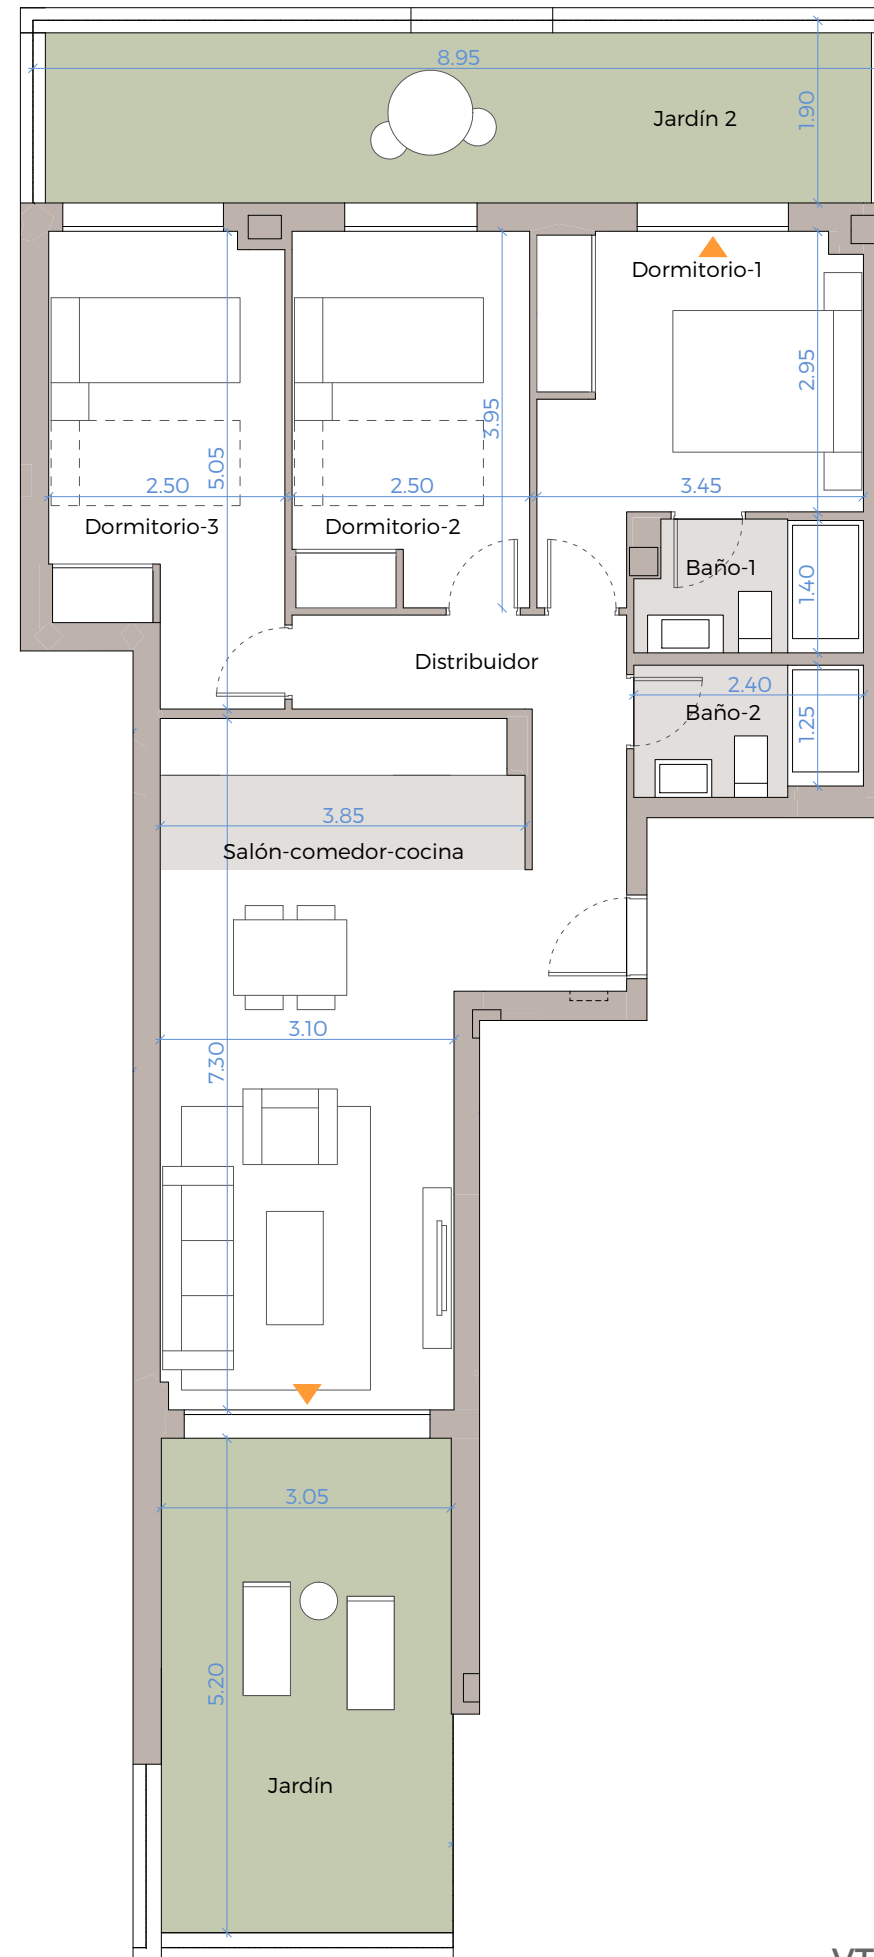 8.95
Jardín 2
1.90
Dormitorio-1
2.95
3.95
5.05
2.50
2.50
3.45
Dormitorio-3
Dormitorio-2
Baño-1
1.40
Distribuidor
2.40
Baño-2
1.25
3.85
Salón-comedor-cocina
3.10
7.30
3.05
5.20
Jardín